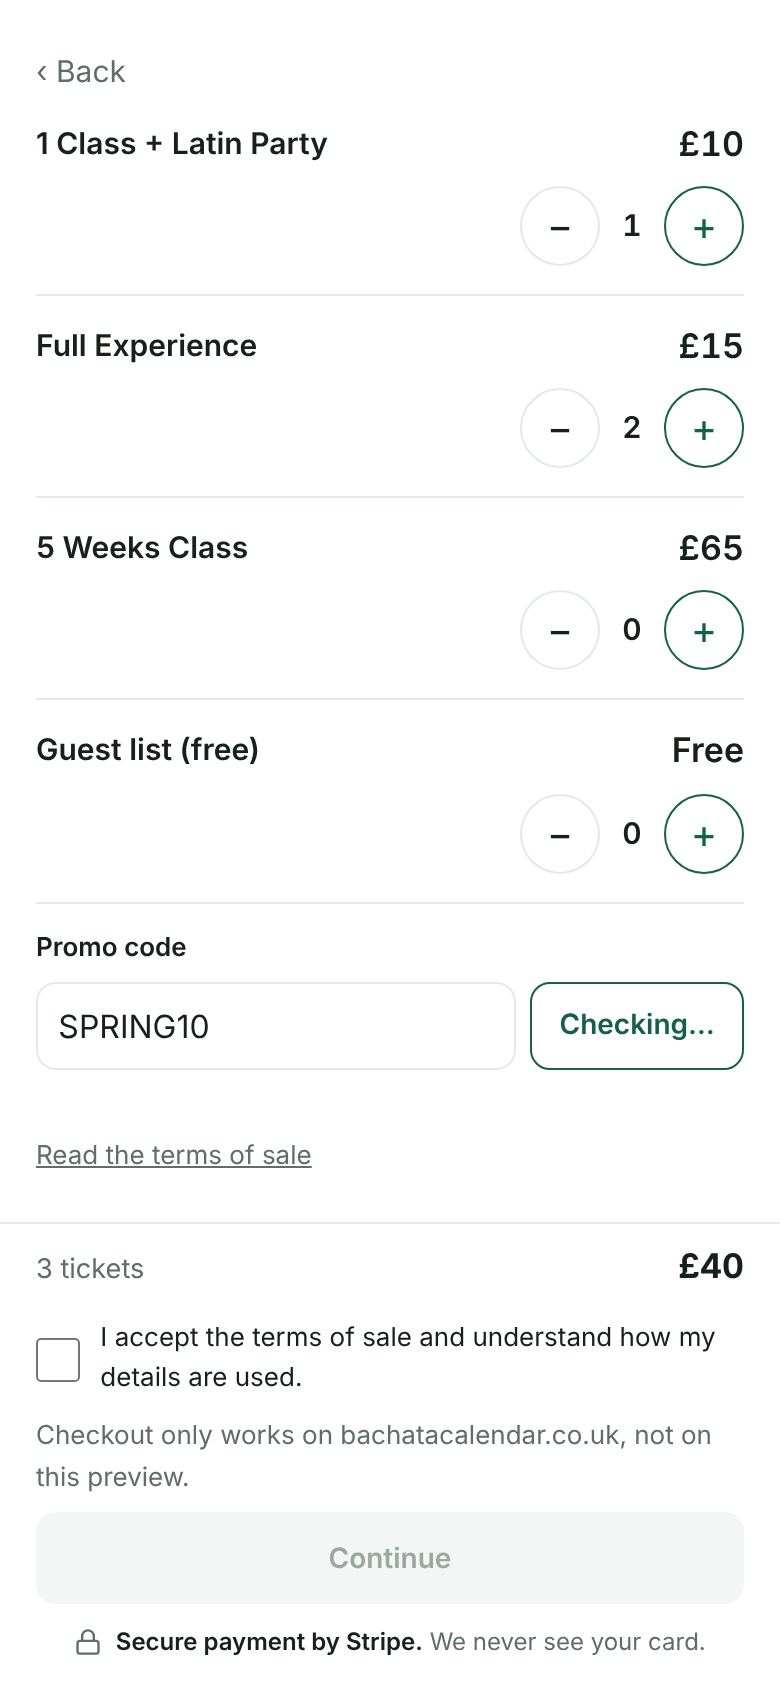 ‹ Back
1 Class + Latin Party £10
− 1 +
Full Experience £15
− 2 +
5 Weeks Class £65
− 0 +
Guest list (free) Free
− 0 +
Promo code
SPRING10 Checking...
Read the terms of sale
3 tickets £40
I accept the terms of sale and understand how my
details are used.
Checkout only works on bachatacalendar.co.uk, not on
this preview.
Continue
Secure payment by Stripe. We never see your card.